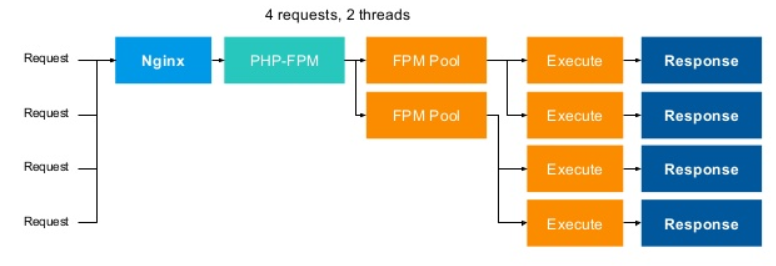 4 requests, 2 threads
Request
Nginx
PHP-FPM
FPM Pool
Execute
Response
Request
FPM Pool
Execute
Response
Request
Execute
Response
Request
Execute
Response